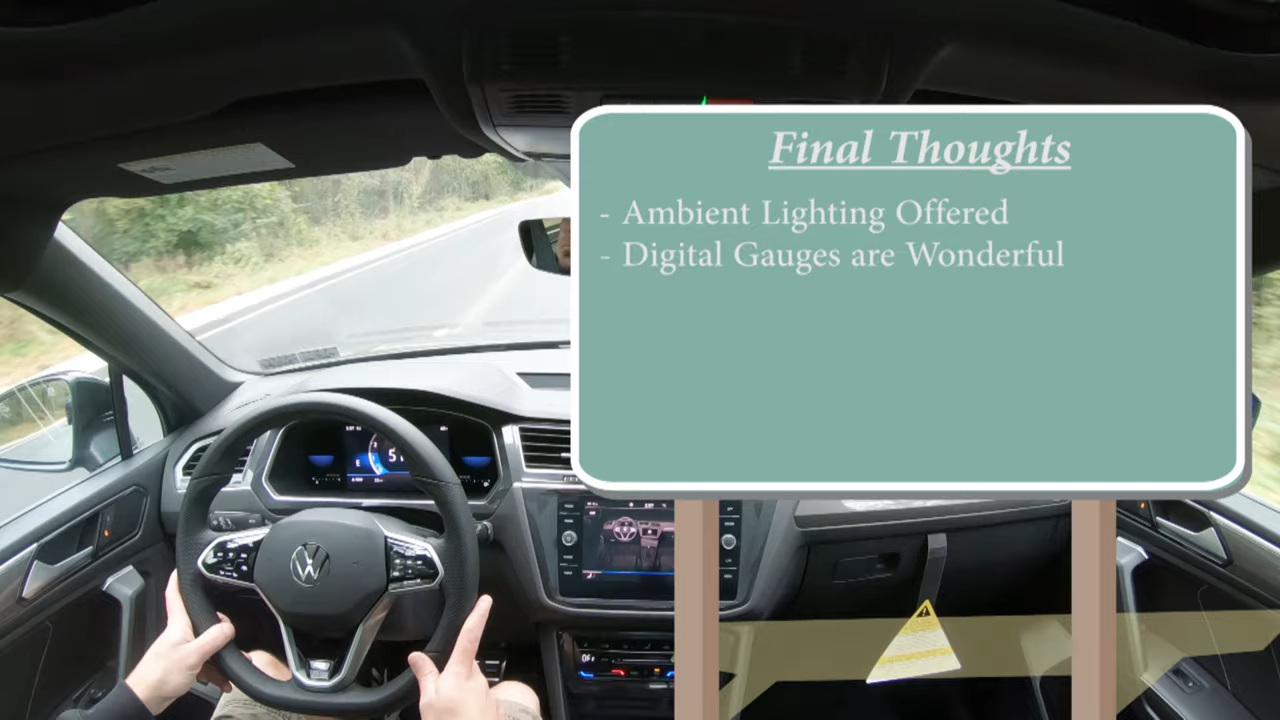 Final Thoughts
- Ambient Lighting Offered
- Digital Gauges are Wonderful